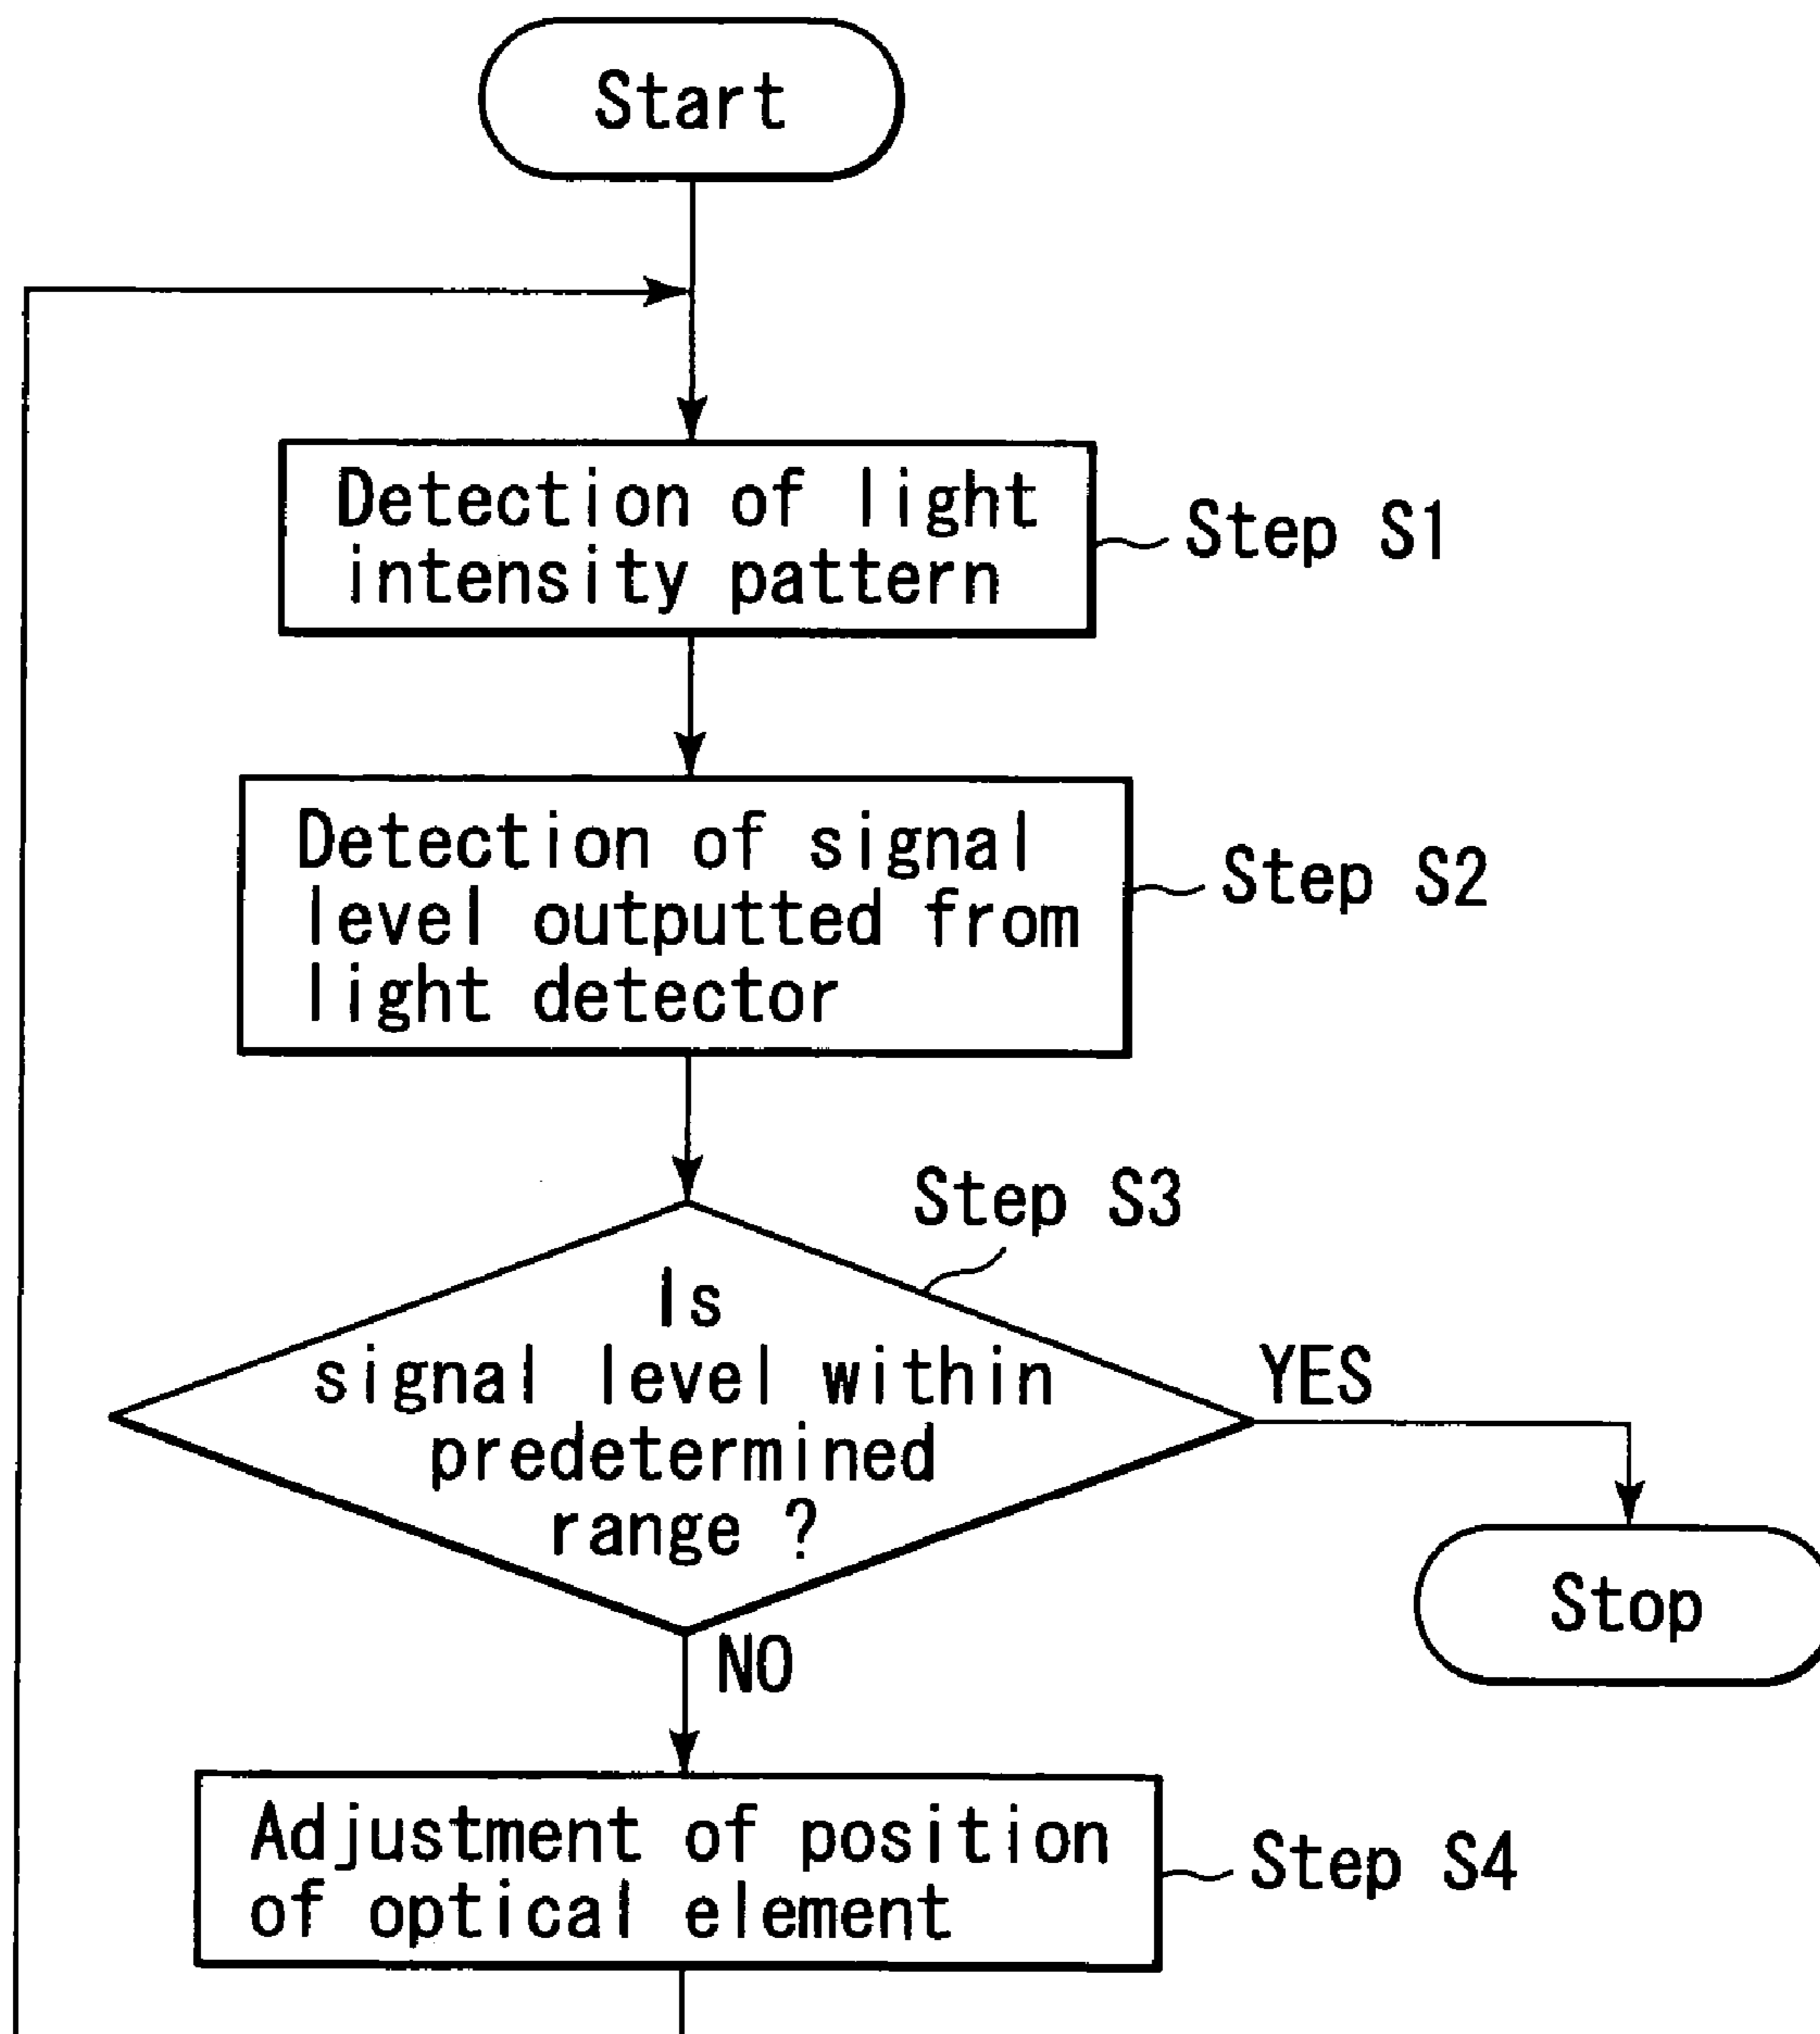 Start
Detection of light
intensity pattern
Step S1
Detection of signal
level outputted from
light detector
Step S2
Step S3
Is
signal level within
predetermined
range ?
YES
Stop
NO
Adjustment of position
of optical element
Step S4